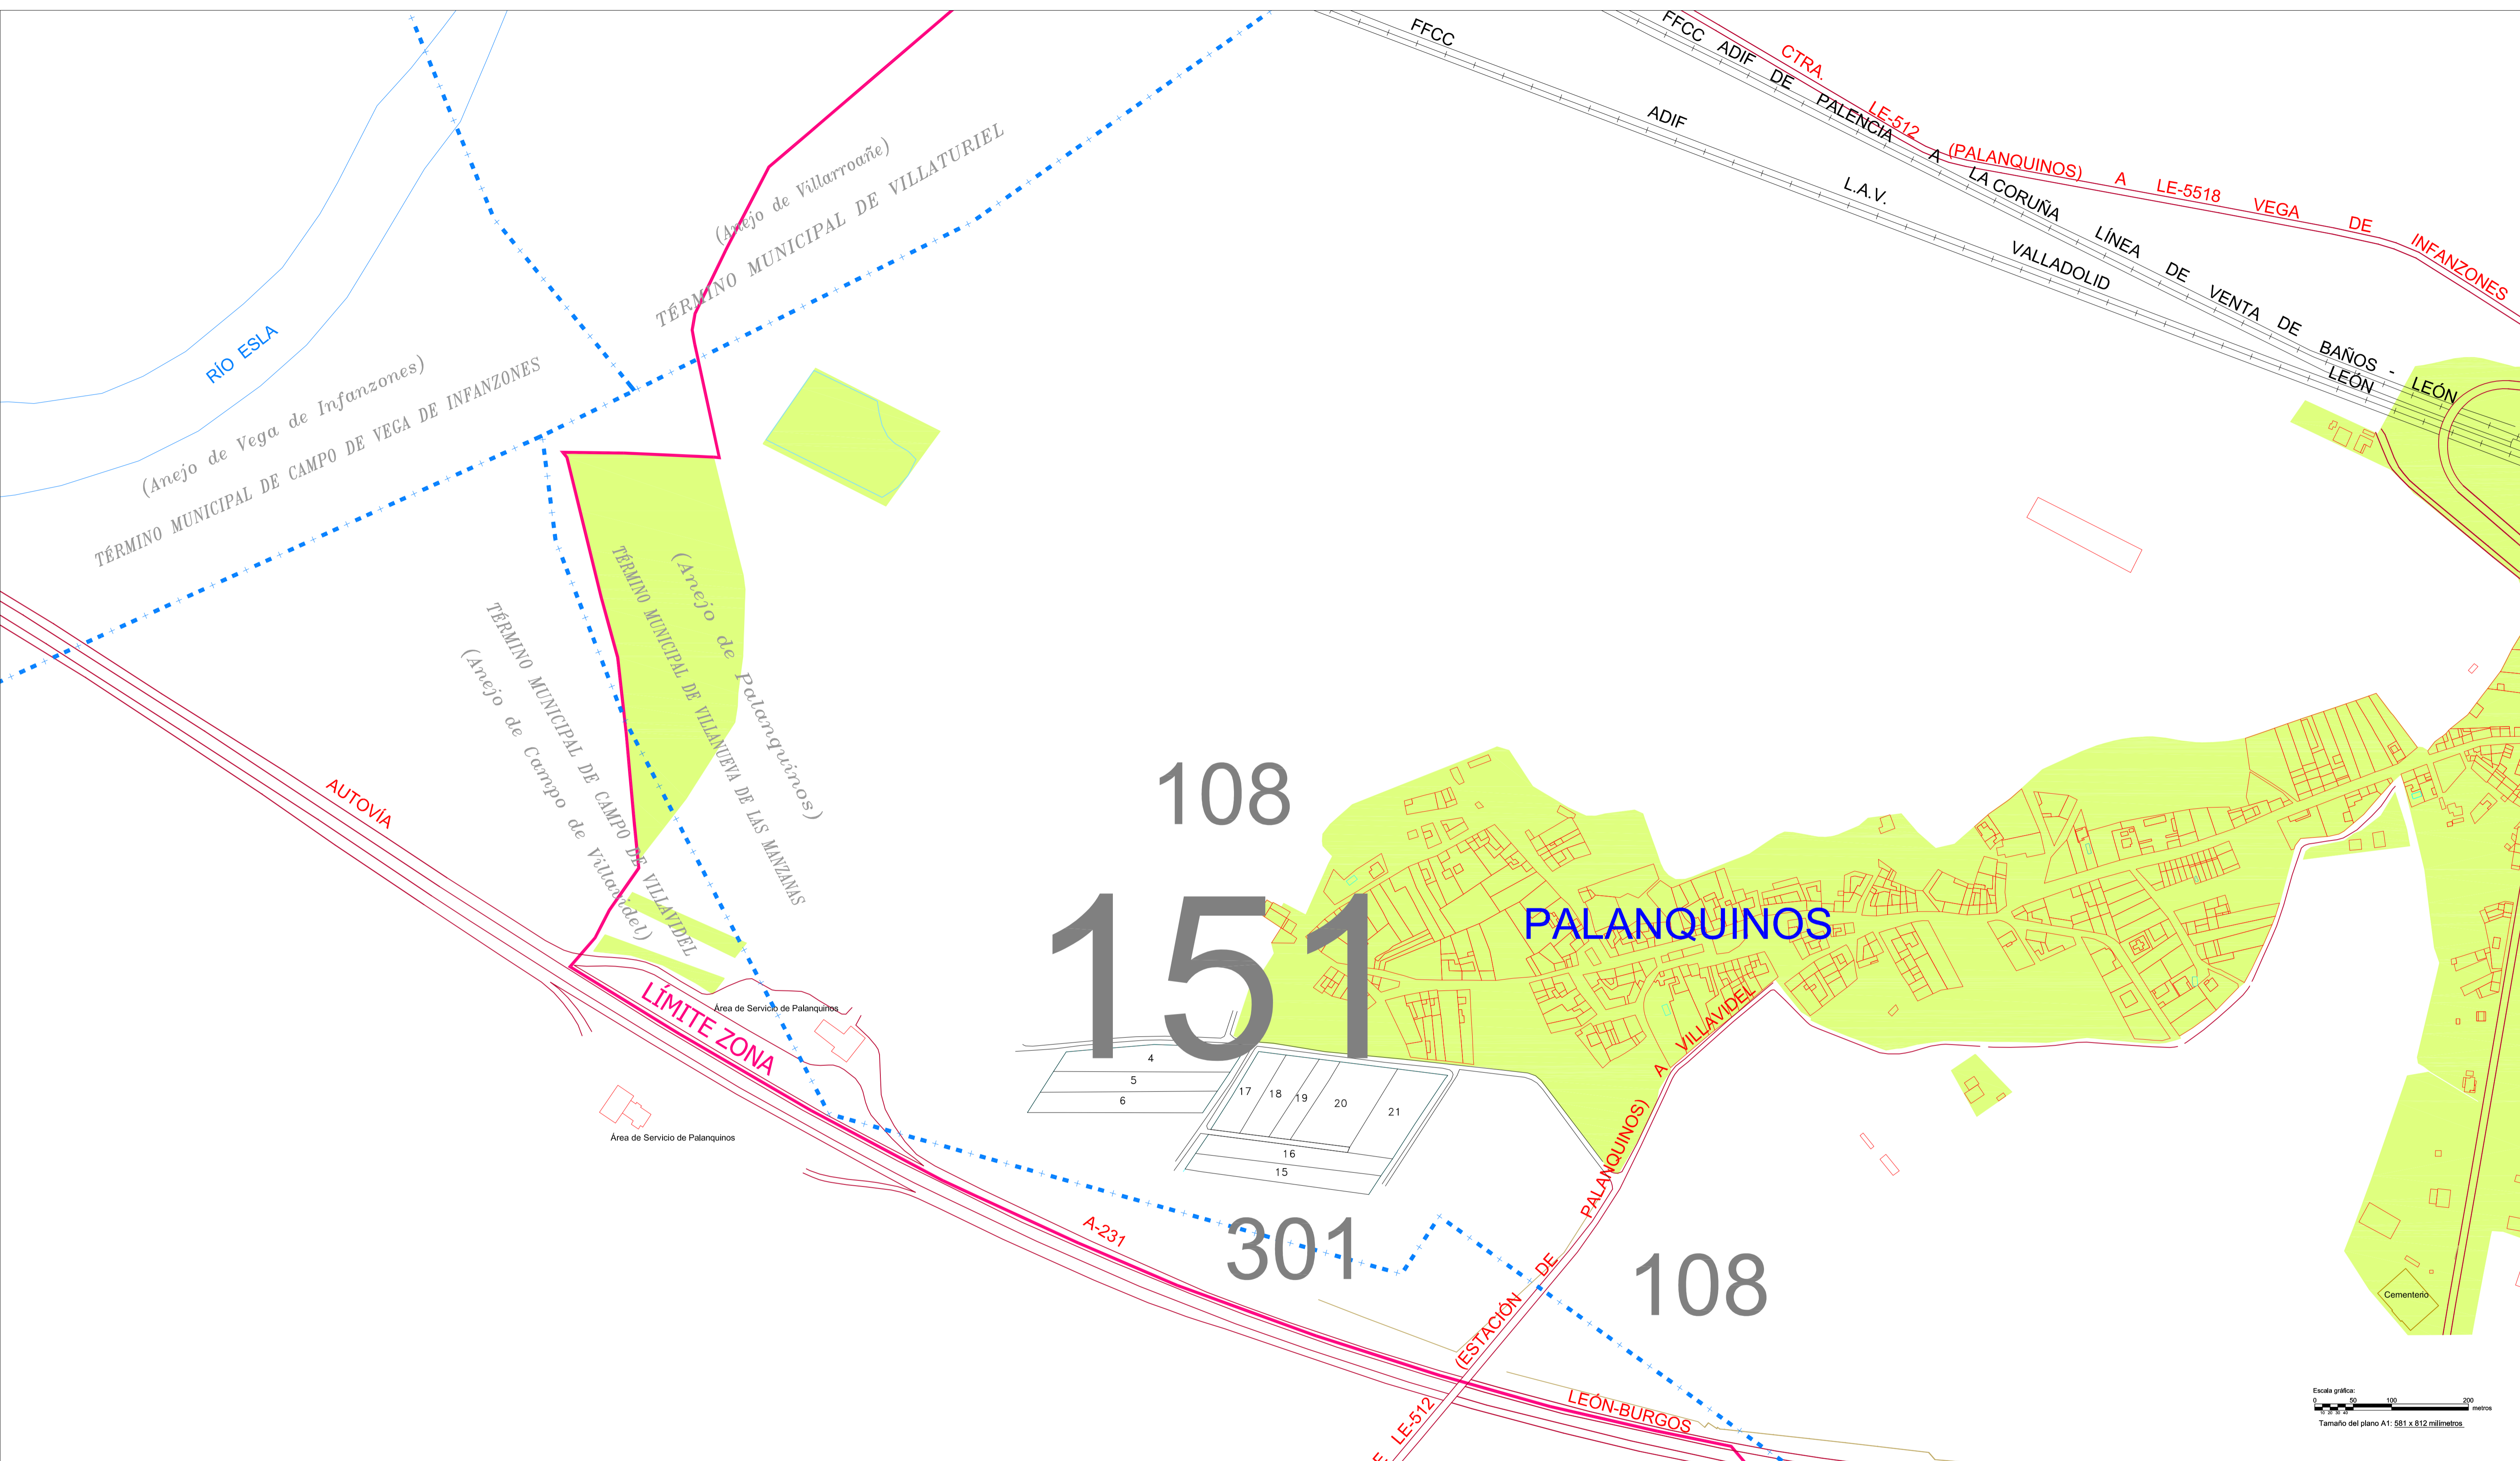 FFCC ADIF L.A.V. VALLADOLID LEÓN
FFCC ADIF DE PALENCIA A LA CORUÑA LÍNEA DE VENTA DE BAÑOS - LEÓN
CTRA. LE-512 (PALANQUINOS) A LE-5518 VEGA DE INFANZONES
(Anejo de Villarroañe)
TÉRMINO MUNICIPAL DE VILLATURIEL
RÍO ESLA
(Anejo de Vega de Infanzones)
TÉRMINO MUNICIPAL DE CAMPO DE VEGA DE INFANZONES
(Anejo de Palanquinos)
TÉRMINO MUNICIPAL DE VILLANUEVA DE LAS MANZANAS
TÉRMINO MUNICIPAL DE CAMPO DE VILLAVIDEL
(Anejo de Campo de Villavidel)
108
151
PALANQUINOS
AUTOVÍA A-231 LEÓN-BURGOS
LÍMITE ZONA
Área de Servicio de Palanquinos
Área de Servicio de Palanquinos
4
5
6
17
18
19
20
21
16
15
301
108
LE-512 (ESTACIÓN DE PALANQUINOS) A VILLAVIDEL
Cementerio
Escala gráfica:
0 50 100 200
10 20 30 40
metros
Tamaño del plano A1: 581 x 812 milímetros